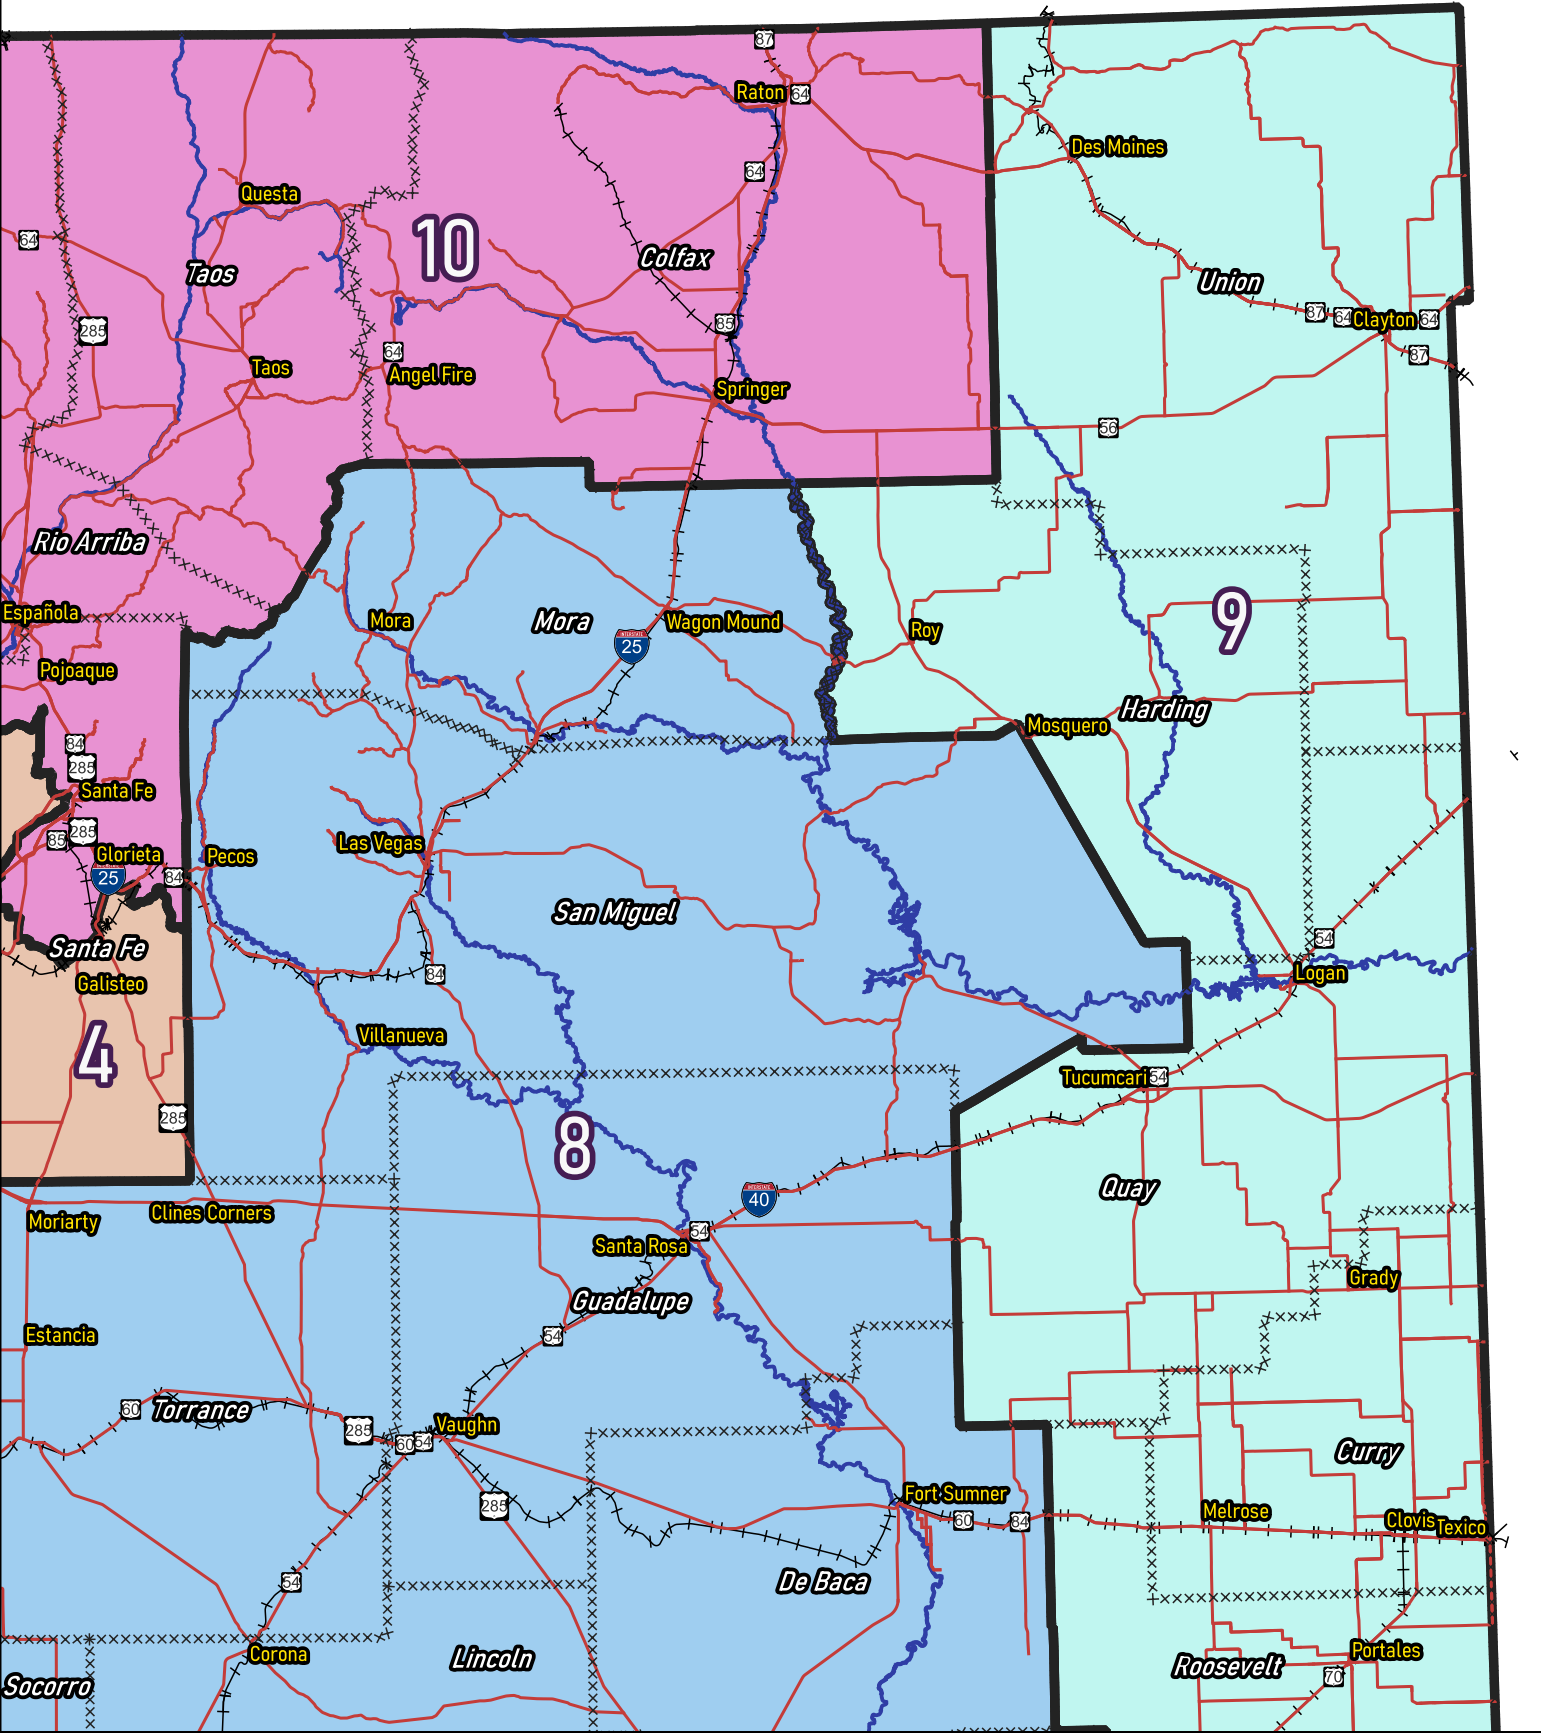 87
Raton 64
Des Moines
64
Questa
64
10
Colfax
Taos
Union
285
85
87 64 Clayton 64
64
87
Taos
Angel Fire
Springer
56
Rio Arriba
Española
Mora
Mora
Wagon Mound
9
Roy
INTERSTATE
25
Pojoaque
Harding
Mosquero
84
285
Santa Fe
285
85
Las Vegas
Glorieta
Pecos
INTERSTATE
25
84
San Miguel
54
Santa Fe
84
Logan
Galisteo
Villanueva
4
Tucumcari 54
285
8
Quay
INTERSTATE
40
Clines Corners
Moriarty
54
Santa Rosa
Grady
Guadalupe
Estancia
54
60
Torrance
Vaughn
285
60 54
Curry
Fort Sumner
285
Melrose
60
84
Clovis Texico
De Baca
54
Corona
Lincoln
Portales
Roosevelt
70
Socorro